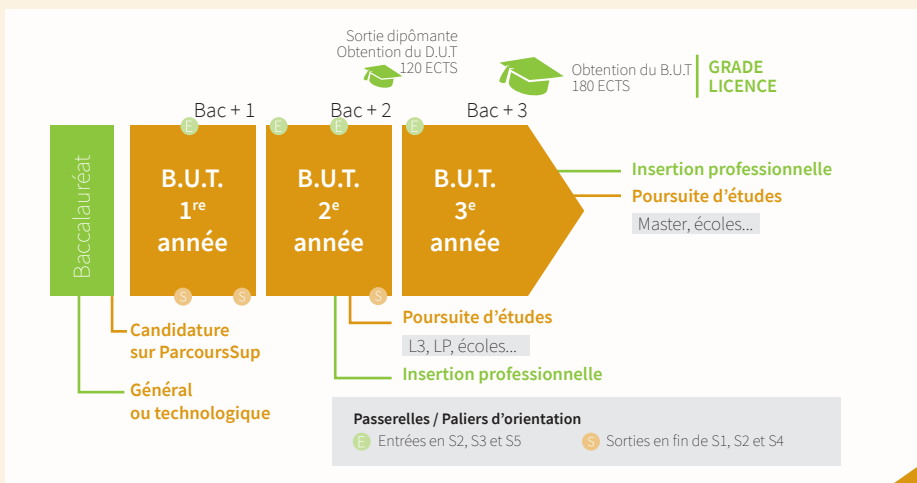 Sortie dipômante
Obtention du D.U.T
120 ECTS
Obtention du B.U.T
180 ECTS
GRADE
LICENCE
Bac + 1
Bac + 2
Bac + 3
E
E
E
E
Baccalauréat
B.U.T.
1re
année
B.U.T.
2e
année
B.U.T.
3e
année
S
S
S
Insertion professionnelle
Poursuite d’études
Master, écoles...
Candidature
sur ParcoursSup
Général
ou technologique
Poursuite d’études
L3, LP, écoles...
Insertion professionnelle
Passerelles / Paliers d’orientation
E Entrées en S2, S3 et S5
S Sorties en fin de S1, S2 et S4